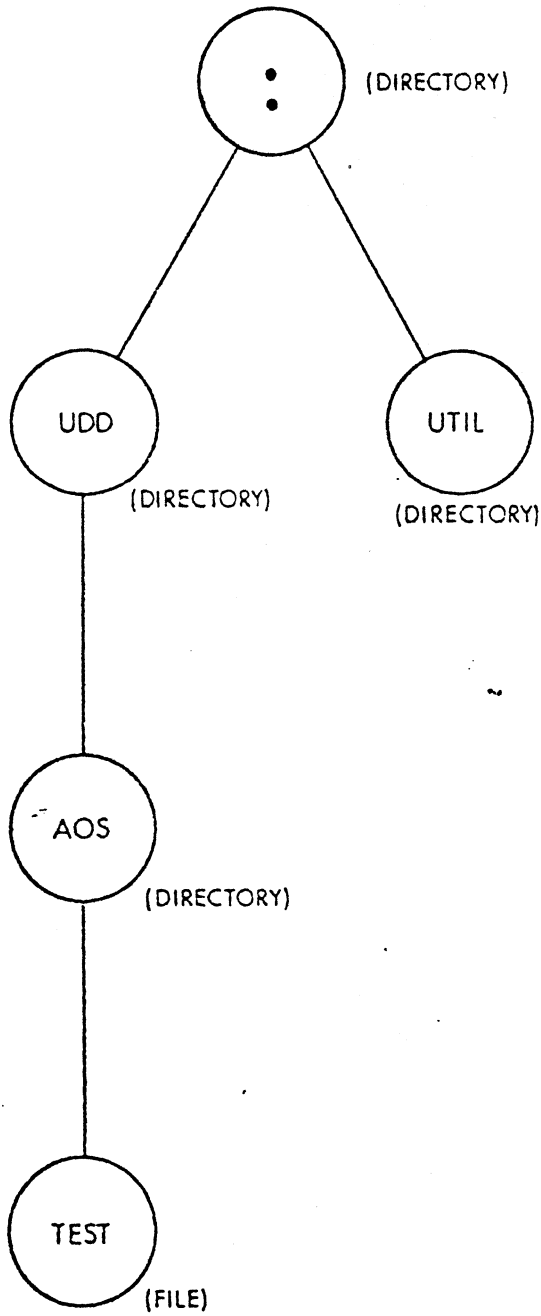 :
(DIRECTORY)
UDD
(DIRECTORY)
UTIL
(DIRECTORY)
AOS
(DIRECTORY)
TEST
(FILE)